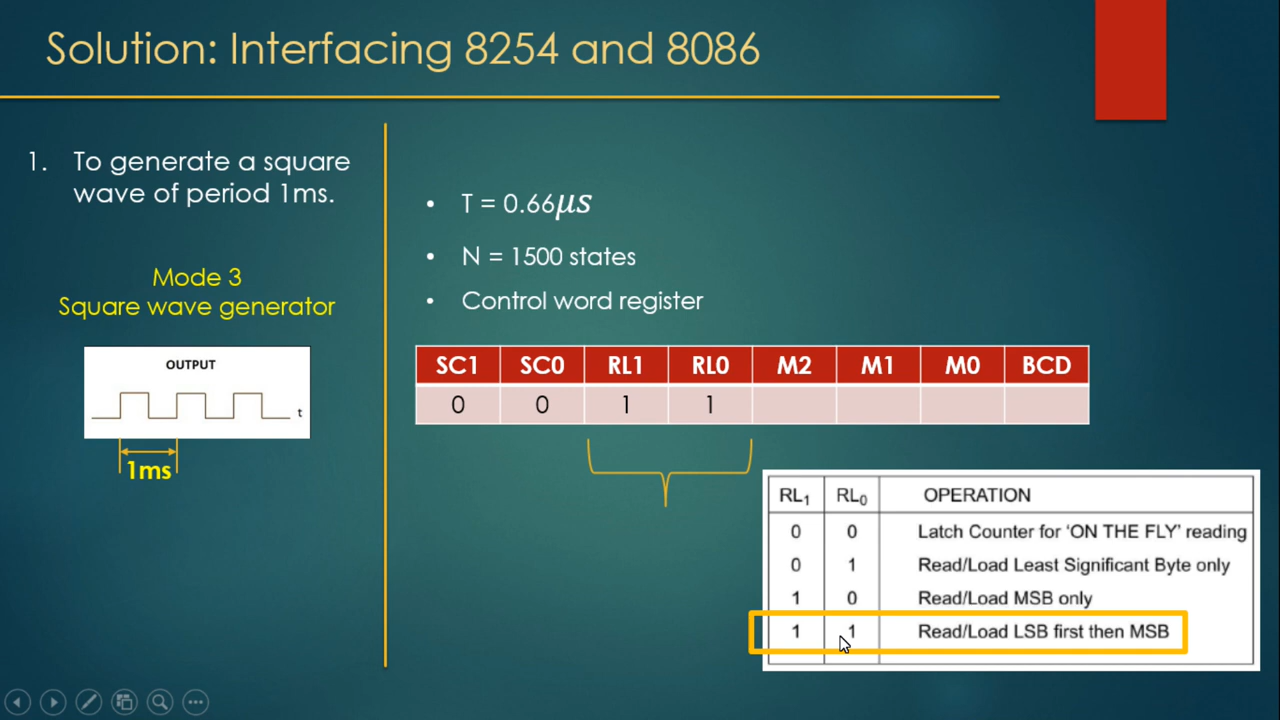 Solution: Interfacing 8254 and 8086
1. To generate a square
wave of period 1ms.
Mode 3
Square wave generator
OUTPUT
t
1ms
• T = 0.66μs
• N = 1500 states
• Control word register
SC1 SC0 RL1 RL0 M2 M1 M0 BCD
0 0 1 1
RL₁ RL₀ OPERATION
0 0 Latch Counter for ‘ON THE FLY’ reading
0 1 Read/Load Least Significant Byte only
1 0 Read/Load MSB only
1 1 Read/Load LSB first then MSB